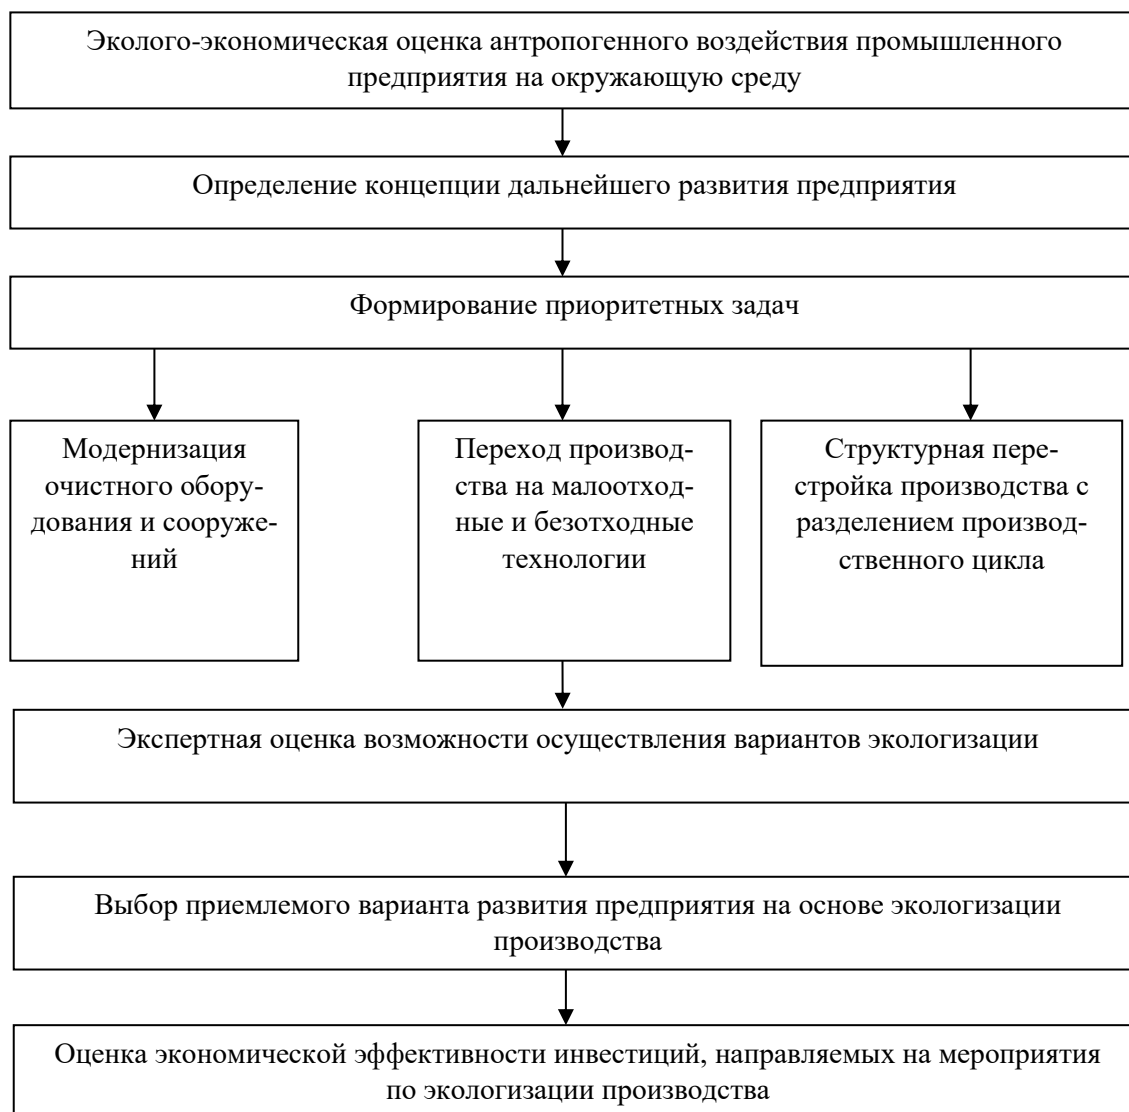 Эколого-экономическая оценка антропогенного воздействия промышленного
предприятия на окружающую среду
Определение концепции дальнейшего развития предприятия
Формирование приоритетных задач
Модернизация
очистного обору-
дования и сооруже-
ний
Переход производ-
ства на малоотход-
ные и безотходные
технологии
Структурная пере-
стройка производства с
разделением производ-
ственного цикла
Экспертная оценка возможности осуществления вариантов экологизации
Выбор приемлемого варианта развития предприятия на основе экологизации
производства
Оценка экономической эффективности инвестиций, направляемых на мероприятия
по экологизации производства